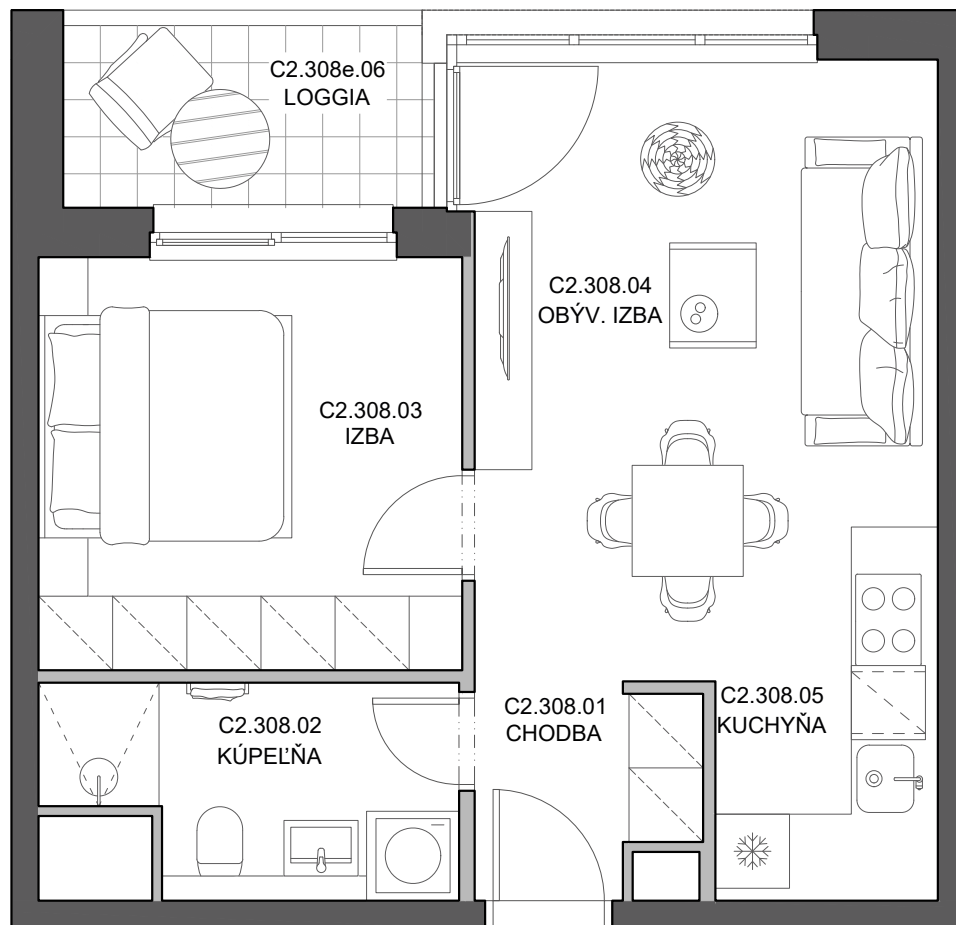 C2.308e.06
LOGGIA
C2.308.04
OBÝV. IZBA
C2.308.03
IZBA
C2.308.02
KÚPEĽŇA
C2.308.01
CHODBA
C2.308.05
KUCHYŇA